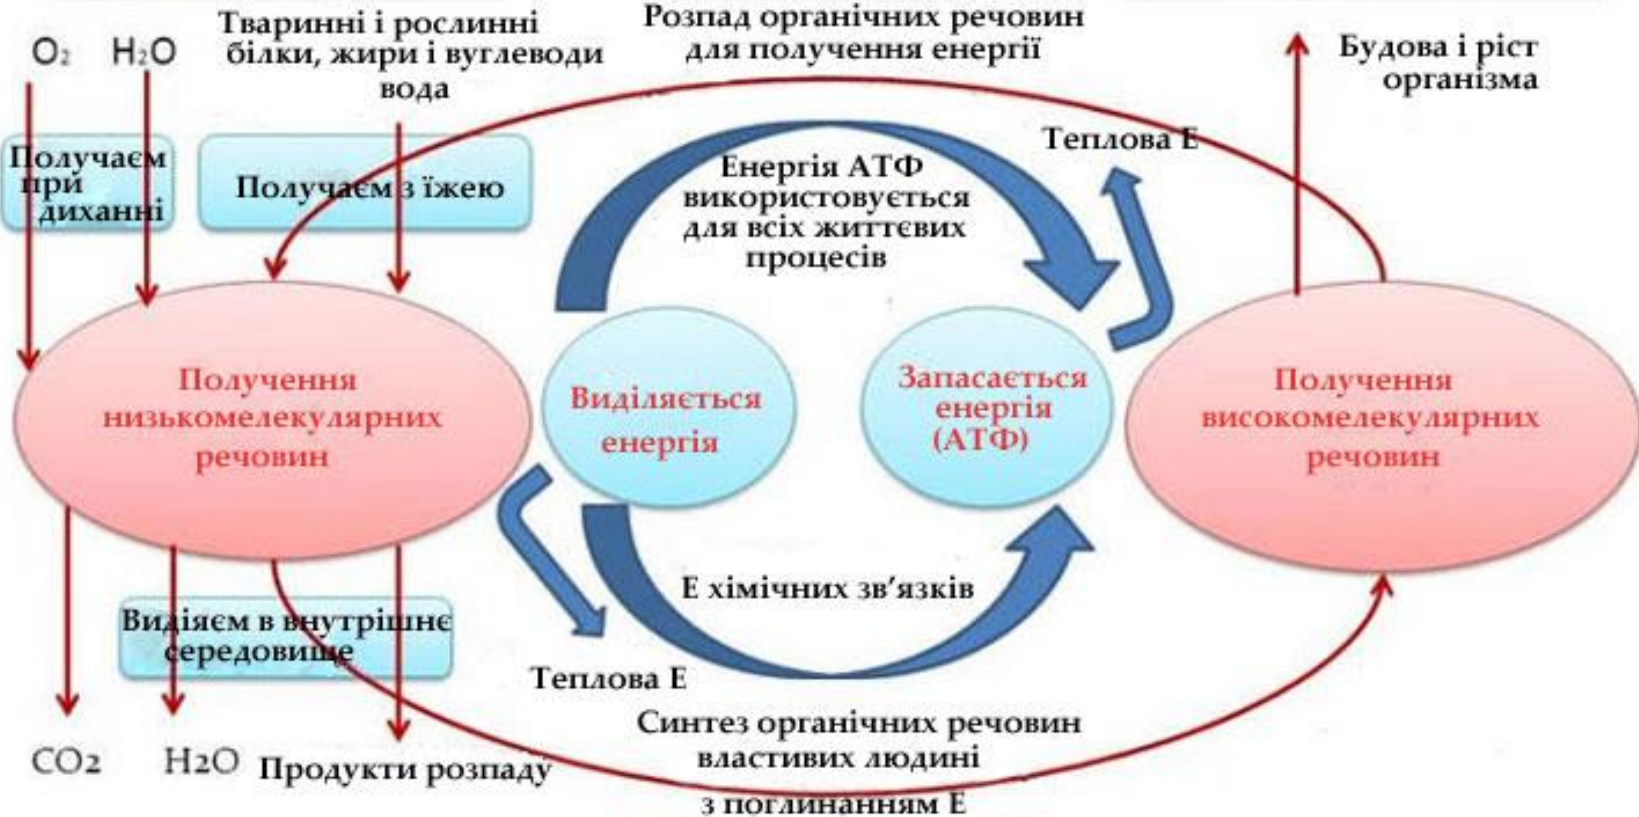 O₂
H₂O
Тваринні і рослинні
білки, жири і вуглеводи
вода
Розпад органічних речовин
для получення енергії
Будова і ріст
організма
Получаєм
при
диханні
Получаєм з їжею
Енергія АТФ
використовується
для всіх життєвих
процесів
Теплова Е
Получення
низькомелекулярних
речовин
Виділяється
енергія
Запасається
енергія
(АТФ)
Получення
високомелекулярних
речовин
Е хімічних зв’язків
Видіяєм в внутрішнє
середовище
Теплова Е
CO2
H2O
Продукти розпаду
Синтез органічних речовин
властивих людині
з поглинанням Е